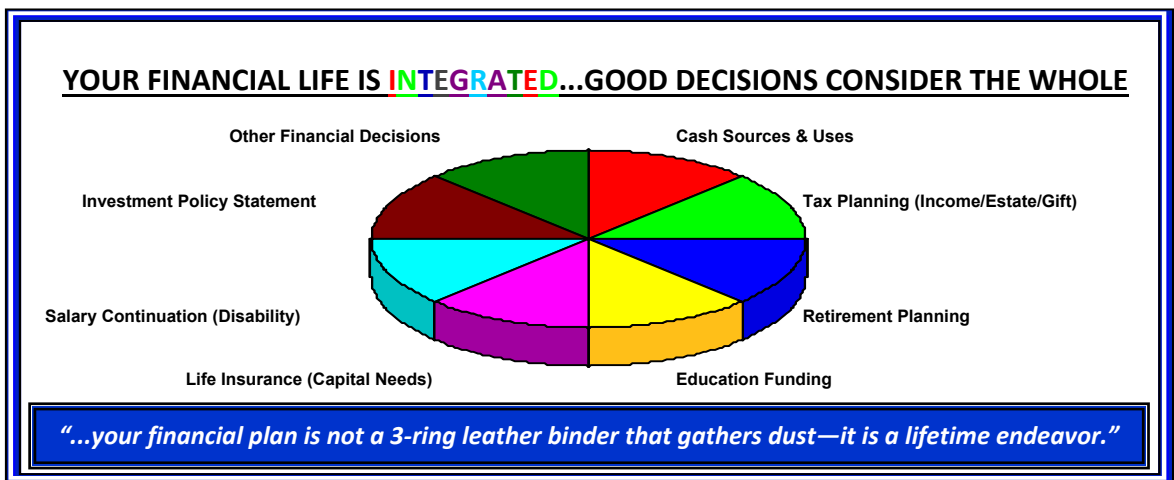 YOUR FINANCIAL LIFE IS INTEGRATED...GOOD DECISIONS CONSIDER THE WHOLE
Other Financial Decisions
Cash Sources & Uses
Investment Policy Statement
Tax Planning (Income/Estate/Gift)
Salary Continuation (Disability)
Retirement Planning
Life Insurance (Capital Needs)
Education Funding
“...your financial plan is not a 3-ring leather binder that gathers dust—it is a lifetime endeavor.”